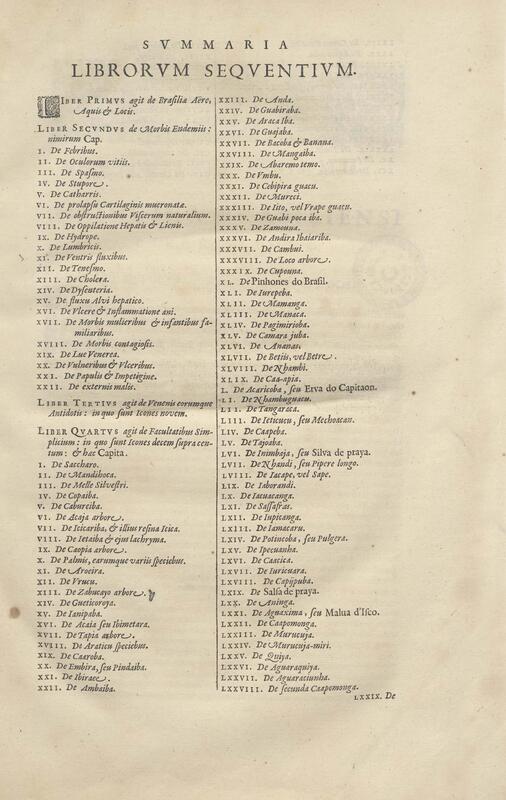 SVMMARIA
LIBRORVM SEQVENTIVM.
LIBER PRIMVS agit de Brasilia Aëre,
Aquis & Locis.
LIBER SECVNDVS de Morbis Endemiis:
nimirum Cap.
I. De Febribus.
II. De Oculorum vitiis.
III. De Spasmo.
IV. De Stupore.
V. De Catharris.
VI. De prolapsu Cartilaginis mucronatæ.
VII. De obstructionibus Viscerum naturalium.
VIII. De Oppilatione Hepatis & Lienis.
IX. De Hydrope.
X. De Lumbricis.
XI. De Ventris fluxibus.
XII. De Tenesmo.
XIII. De Cholera.
XIV. De Dysenteria.
XV. De fluxu Alvi hepatico.
XVI. De Vlcere & Inflammatione ani.
XVII. De Morbis mulieribus & infantibus fa-
miliaribus.
XVIII. De Morbis contagiosis.
XIX. De Lue Venerea.
XX. De Vulneribus & Vlceribus.
XXI. De Papulis & Impetigine.
XXII. De externis malis.
LIBER TERTIVS agit de Venenis eorumque
Antidotis: in quo sunt Icones novem.
LIBER QVARTVS agit de Facultatibus Sim-
plicium: in quo sunt Icones decem supra cen-
tum: & hæc Capita.
I. De Saccharo.
II. De Mandihoca.
III. De Melle Silvestri.
IV. De Copaiba.
V. De Cabureiba.
VI. De Acaja arbore.
VII. De Iticariba, & illius resina Itica.
VIII. De Ietaiba & ejus lachryma.
IX. De Caopia arbore.
X. De Palmis, earumque variis speciebus.
XI. De Aroeira.
XII. De Vrucu.
XIII. De Zabucayo arbore.
XIV. De Gueticoroya.
XV. De Ianipaba.
XVI. De Acaia seu Ibimetara.
XVII. De Tapia arbore.
XVIII. De Araticu speciebus.
XIX. De Caaroba.
XX. De Embira, seu Pindaiba.
XXI. De Ibiraee.
XXII. De Ambaiba.
XXIII. De Anda.
XXIV. De Guabiraba.
XXV. De Araca Iba.
XXVI. De Guajaba.
XXVII. De Bacoba & Banana.
XXVIII. De Mangaiba.
XXIX. De Abaremo temo.
XXX. De Vmbu.
XXXI. De Cebipira guacu.
XXXII. De Mureci.
XXXIII. De Iito, vel Vrape guacu.
XXXIV. De Guabi poca iba.
XXXV. De Zamouna.
XXXVI. De Andira Ibaiariba.
XXXVII. De Cambui.
XXXVIII. De Loco arbore.
XXXIX. De Cupouna.
XL. De Pinhones do Brasil.
XLI. De Iurepeba.
XLII. De Mamanga.
XLIII. De Manaca.
XLIV. De Paginirioba.
XLV. De Camara juba.
XLVI. De Ananas.
XLVII. De Betiis, vel Betre.
XLVIII. De Nhambi.
XLIX. De Caa-apia.
L. De Acaricoba, seu Erva do Capitaon.
LI. De Nhambuguacu.
LII. De Tangaraca.
LIII. De Ieticucu, seu Mechoacan.
LIV. De Caapeba.
LV. De Tajoaba.
LVI. De Inimboja, seu Silva de praya.
LVII. De Nhandi, seu Pipere longo.
LVIII. De Iacape, vel Sape.
LIX. De Iaborandi.
LX. De Iacuacanga.
LXI. De Sassafras.
LXII. De Iupicanga.
LXIII. De Iamacaru.
LXIV. De Potincoba, seu Pulgera.
LXV. De Ipecuanha.
LXVI. De Caacica.
LXVII. De Iuricuara.
LXVIII. De Capijpuba.
LXIX. De Salsa de praya.
LXX. De Aninga.
LXXI. De Aguaxima, seu Malua d'Isco.
LXXII. De Caapomonga.
LXXIII. De Murucuja.
LXXIV. De Murucuja-miri.
LXXV. De Quiya.
LXXVI. De Aguaraquiya.
LXXVII. De Aguaraciunha.
LXXVIII. De secunda Caapomonga.
LXXIX. De